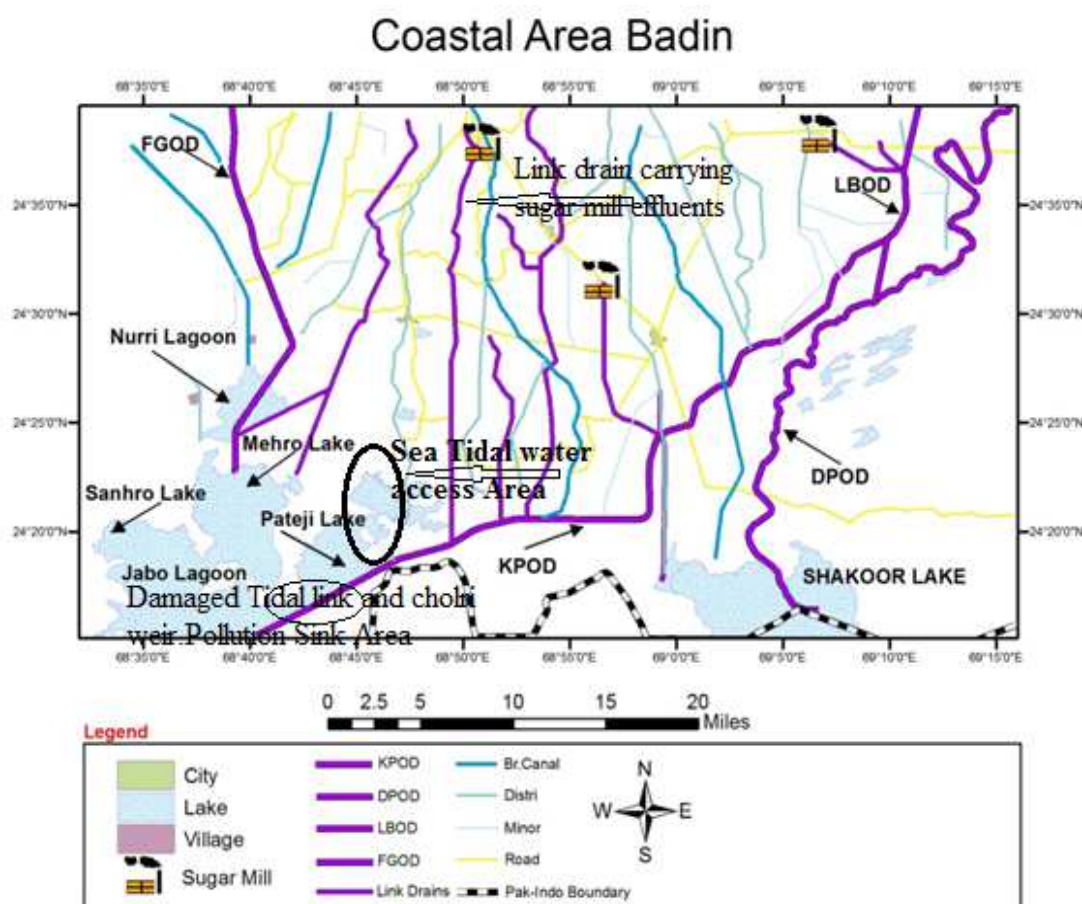 Coastal Area Badin
68°35'0"E 68°40'0"E 68°45'0"E 68°50'0"E 68°55'0"E 69°0'0"E 69°5'0"E 69°10'0"E 69°15'0"E
FGOD
Link drain carrying
sugar mill effluents
LBOD
24°35'0"N 24°35'0"N
24°30'0"N 24°30'0"N
Nurri Lagoon
24°25'0"N 24°25'0"N
Mehro Lake
Sea Tidal water
access Area
DPOD
Sanhro Lake
Pateji Lake
24°20'0"N 24°20'0"N
KPOD
Jabo Lagoon
SHAKOOR LAKE
Damaged Tidal link and cholri
weir.Pollution Sink Area
68°35'0"E 68°40'0"E 68°45'0"E 68°50'0"E 68°55'0"E 69°0'0"E 69°5'0"E 69°10'0"E 69°15'0"E
0 2.5 5 10 15 20
Miles
Legend
City
Lake
Village
Sugar Mill
KPOD
DPOD
LBOD
FGOD
Link Drains
Br.Canal
Distri
Minor
Road
Pak-Indo Boundary
N
W E
S